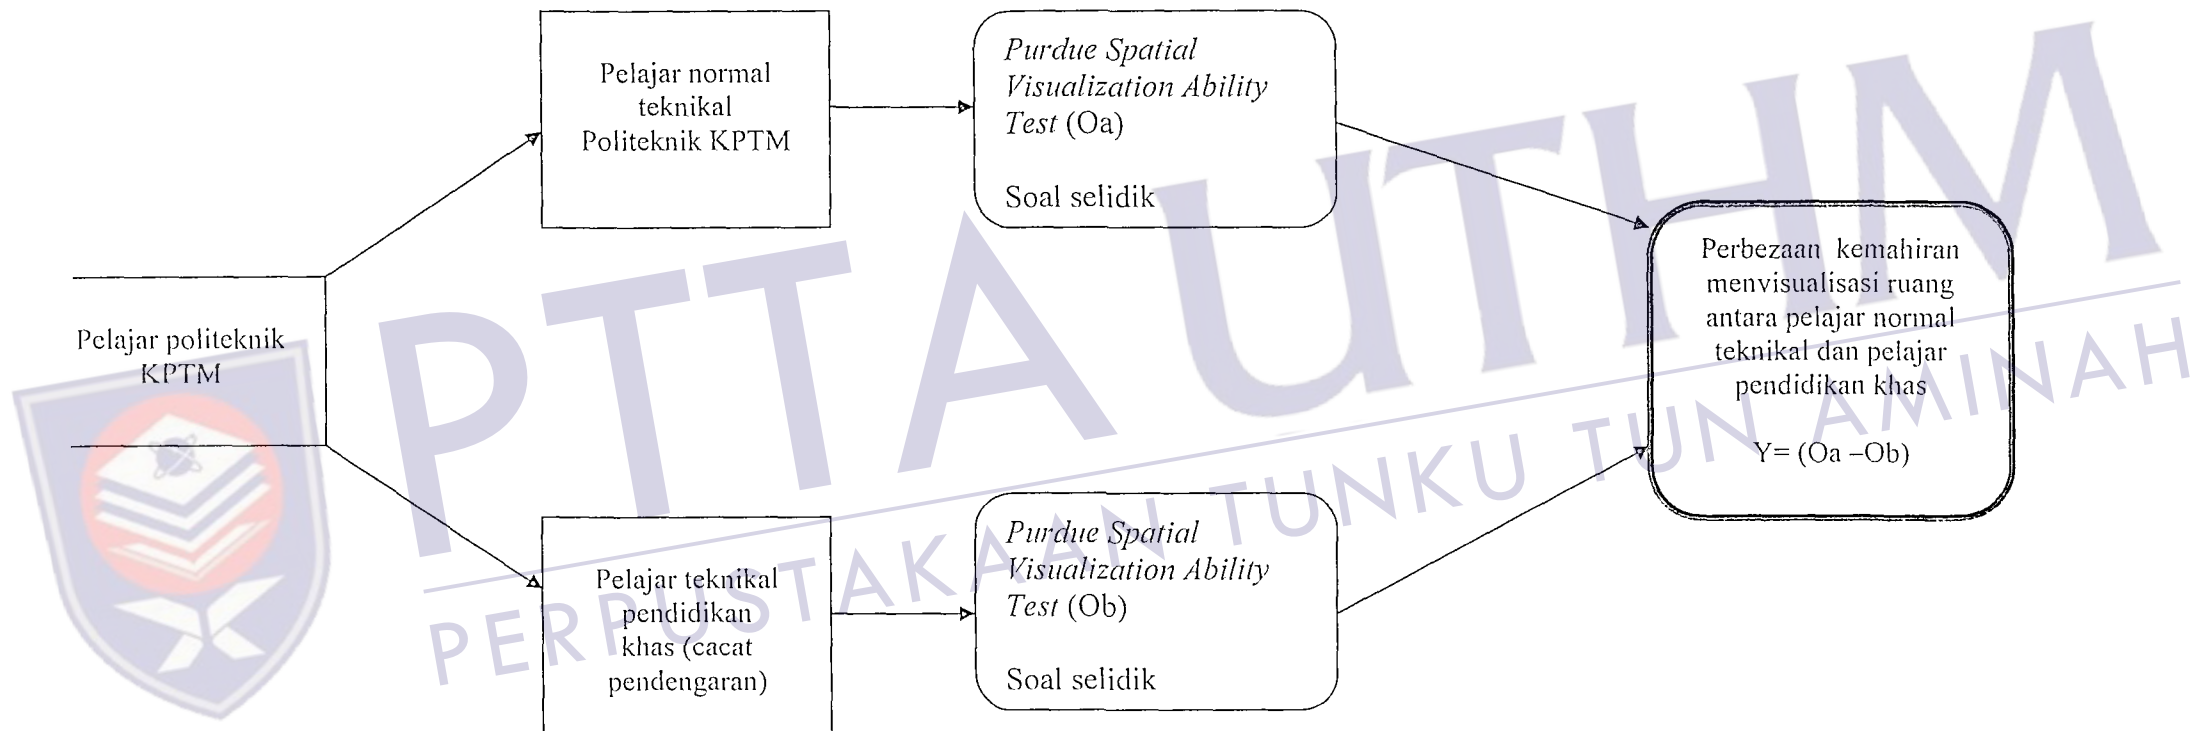 Pelajar politeknik
KPTM
Pelajar normal
teknikal
Politeknik KPTM
Purdue Spatial
Visualization Ability
Test (Oa)
Soal selidik
Pelajar teknikal
pendidikan
khas (cacat
pendengaran)
Purdue Spatial
Visualization Ability
Test (Ob)
Soal selidik
Perbezaan kemahiran
menvisualisasi ruang
antara pelajar normal
teknikal dan pelajar
pendidikan khas
Y= (Oa –Ob)
PTTA UTHM
PERPUSTAKAAN TUNKU TUN AMINAH